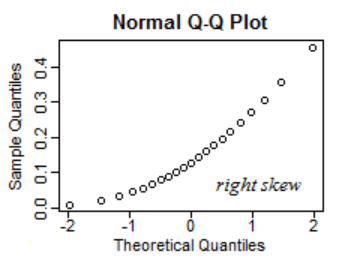 Normal Q-Q Plot
Sample Quantiles
0.4
0.3
0.2
0.1
0.0
right skew
-2 -1 0 1 2
Theoretical Quantiles